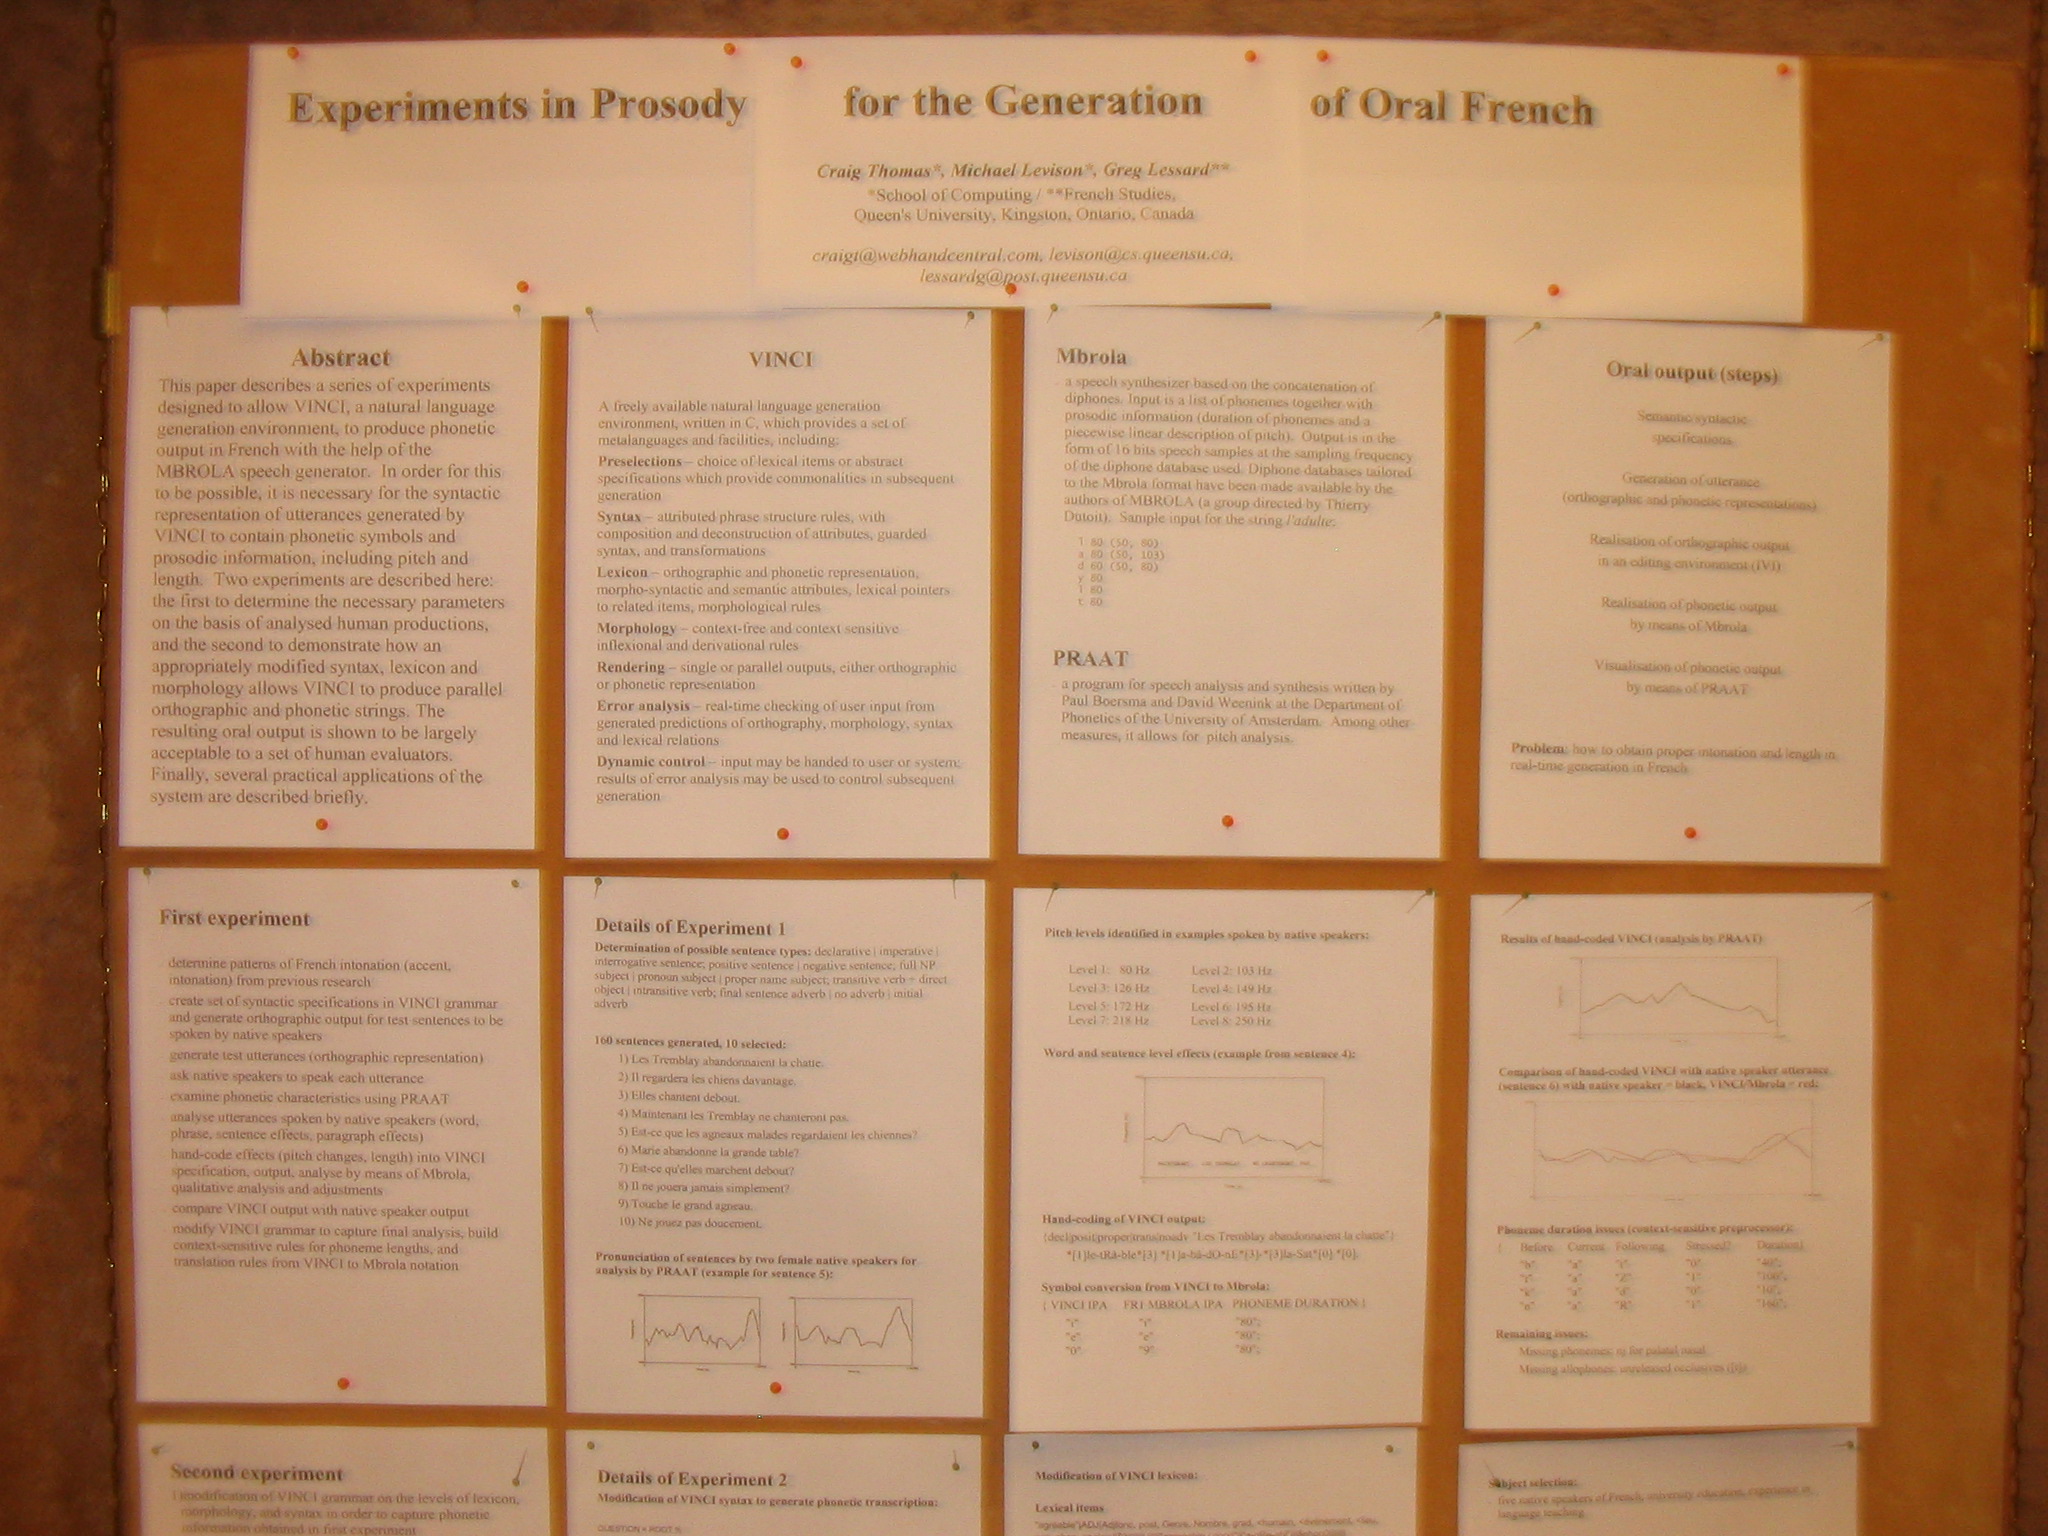 Experiments in Prosody for the Generation of Oral French
Craig Thomas*, Michael Levison*, Greg Lessard**
*School of Computing / **French Studies,
Queen's University, Kingston, Ontario, Canada
craigt@webhandcentral.com, levison@cs.queensu.ca,
lessardg@post.queensu.ca
Abstract
This paper describes a series of experiments
designed to allow VINCI, a natural language
generation environment, to produce phonetic
output in French with the help of the
MBROLA speech generator. In order for this
to be possible, it is necessary for the syntactic
representation of utterances generated by
VINCI to contain phonetic symbols and
prosodic information, including pitch and
length. Two experiments are described here:
the first to determine the necessary parameters
on the basis of analysed human productions,
and the second to demonstrate how an
appropriately modified syntax, lexicon and
morphology allows VINCI to produce parallel
orthographic and phonetic strings. The
resulting oral output is shown to be largely
acceptable to a set of human evaluators.
Finally, several practical applications of the
system are described briefly.
VINCI
A freely available natural language generation
environment, written in C, which provides a set of
metalanguages and facilities, including:
Preselections – choice of lexical items or abstract
specifications which provide commonalities in subsequent
generation
Syntax – attributed phrase structure rules, with
composition and deconstruction of attributes, guarded
syntax, and transformations
Lexicon – orthographic and phonetic representation,
morpho-syntactic and semantic attributes, lexical pointers
to related items, morphological rules
Morphology – context-free and context sensitive
inflexional and derivational rules
Rendering – single or parallel outputs, either orthographic
or phonetic representation
Error analysis – real-time checking of user input from
generated predictions of orthography, morphology, syntax
and lexical relations
Dynamic control – input may be handed to user or system;
results of error analysis may be used to control subsequent
generation
Mbrola
a speech synthesizer based on the concatenation of
diphones. Input is a list of phonemes together with
prosodic information (duration of phonemes and a
piecewise linear description of pitch). Output is in the
form of 16 bits speech samples at the sampling frequency
of the diphone database used. Diphone databases tailored
to the Mbrola format have been made available by the
authors of MBROLA (a group directed by Thierry
Dutoit). Sample input for the string l'adulte:
l 80 (50, 80)
a 80 (50, 103)
d 60 (50, 80)
y 80
l 80
t 80
PRAAT
a program for speech analysis and synthesis written by
Paul Boersma and David Weenink at the Department of
Phonetics of the University of Amsterdam. Among other
measures, it allows for pitch analysis.
Oral output (steps)
Semantic syntactic
specifications
Generation of utterance
(orthographic and phonetic representations)
Realisation of orthographic output
in an editing environment (IVI)
Realisation of phonetic output
by means of Mbrola
Visualisation of phonetic output
by means of PRAAT
Problem: how to obtain proper intonation and length in
real-time generation in French
First experiment
determine patterns of French intonation (accent,
intonation) from previous research
create set of syntactic specifications in VINCI grammar
and generate orthographic output for test sentences to be
spoken by native speakers
generate test utterances (orthographic representation)
ask native speakers to speak each utterance
examine phonetic characteristics using PRAAT
analyse utterances spoken by native speakers (word,
phrase, sentence effects, paragraph effects)
hand-code effects (pitch changes, length) into VINCI
specification, output, analyse by means of Mbrola,
qualitative analysis and adjustments
compare VINCI output with native speaker output
modify VINCI grammar to capture final analysis, build
context-sensitive rules for phoneme lengths, and
translation rules from VINCI to Mbrola notation
Details of Experiment 1
Determination of possible sentence types: declarative | imperative |
interrogative sentence; positive sentence | negative sentence; full NP
subject | pronoun subject | proper name subject; transitive verb + direct
object | intransitive verb; final sentence adverb | no adverb | initial
adverb
160 sentences generated, 10 selected:
1) Les Tremblay abandonnaient la chatte.
2) Il regardera les chiens davantage.
3) Elles chantent debout.
4) Maintenant les Tremblay ne chanteront pas.
5) Est-ce que les agneaux malades regardaient les chiennes?
6) Marie abandonne la grande table?
7) Est-ce qu'elles marchent debout?
8) Il ne jouera jamais simplement?
9) Touche le grand agneau.
10) Ne jouez pas doucement.
Pronunciation of sentences by two female native speakers for
analysis by PRAAT (example for sentence 5):
Pitch levels identified in examples spoken by native speakers:
Level 1: 80 Hz Level 2: 103 Hz
Level 3: 126 Hz Level 4: 149 Hz
Level 5: 172 Hz Level 6: 195 Hz
Level 7: 218 Hz Level 8: 250 Hz
Word and sentence level effects (example from sentence 4):
Hand-coding of VINCI output:
"Les Tremblay abandonnaient la chatte"
Symbol conversion from VINCI to Mbrola:
{ VINCI IPA FR1 MBROLA IPA PHONEME DURATION }
"i" "i" "80";
"e" "e" "80";
"0" "9" "80";
Results of hand-coded VINCI (analysis by PRAAT)
Comparison of hand-coded VINCI with native speaker utterance
(sentence 6) with native speaker = black, VINCI/Mbrola = red:
Phoneme duration issues (context-sensitive preprocessor):
{ Before Current Following Stressed? Duration}
Remaining issues:
Missing phonemes: nj for palatal nasal
Missing allophones: unreleased occlusives
Second experiment
modification of VINCI grammar on the levels of lexicon,
morphology, and syntax in order to capture phonetic
information obtained in first experiment
Details of Experiment 2
Modification of VINCI syntax to generate phonetic transcription:
Modification of VINCI lexicon:
Lexical items
Subject selection:
five native speakers of French, university education, experience in
language teaching